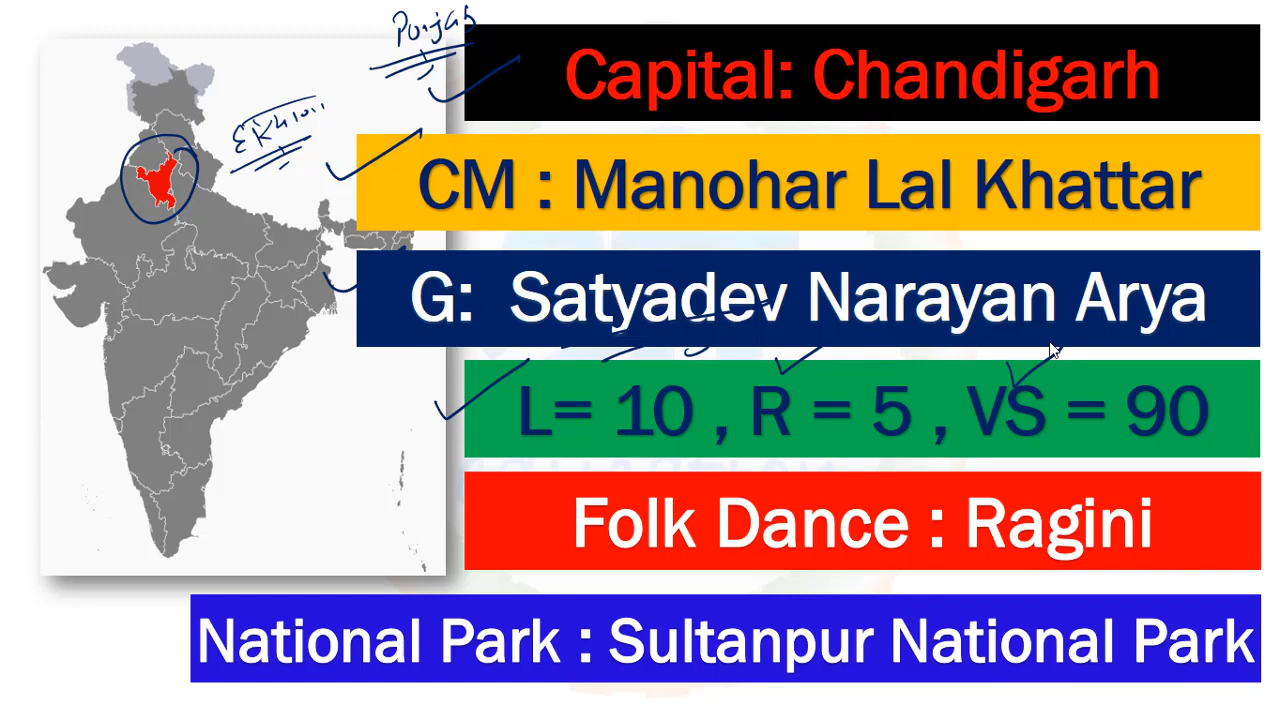 Punjab
Capital: Chandigarh
CM : Manohar Lal Khattar
G: Satyadev Narayan Arya
L= 10 , R = 5 , VS = 90
Folk Dance : Ragini
National Park : Sultanpur National Park